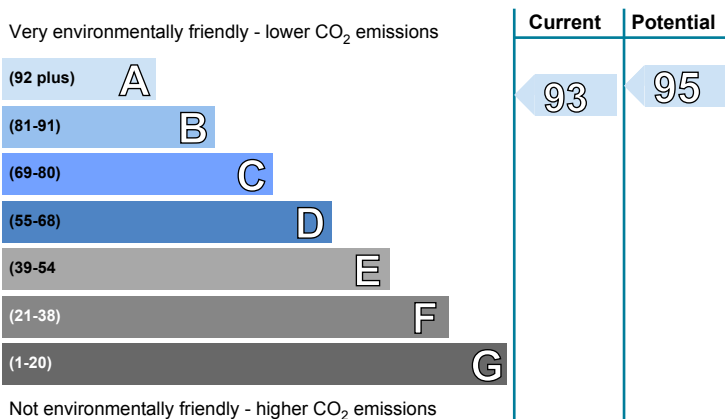 Very environmentally friendly - lower CO2 emissions
Current
Potential
(92 plus) A
93
95
(81-91) B
(69-80) C
(55-68) D
(39-54 E
(21-38) F
(1-20) G
Not environmentally friendly - higher CO2 emissions